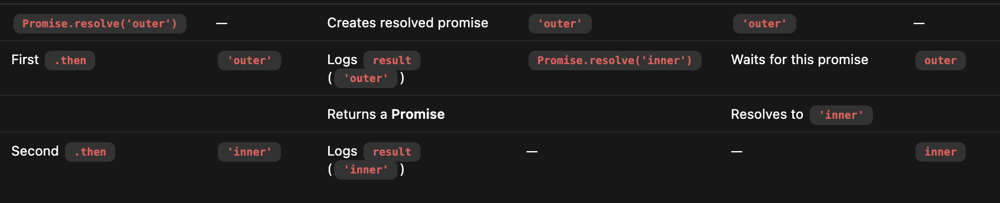 Promise.resolve('outer') — Creates resolved promise 'outer' 'outer' —
First .then 'outer' Logs result Promise.resolve('inner') Waits for this promise outer
( 'outer' )
Returns a Promise Resolves to 'inner'
Second .then 'inner' Logs result — — inner
( 'inner' )